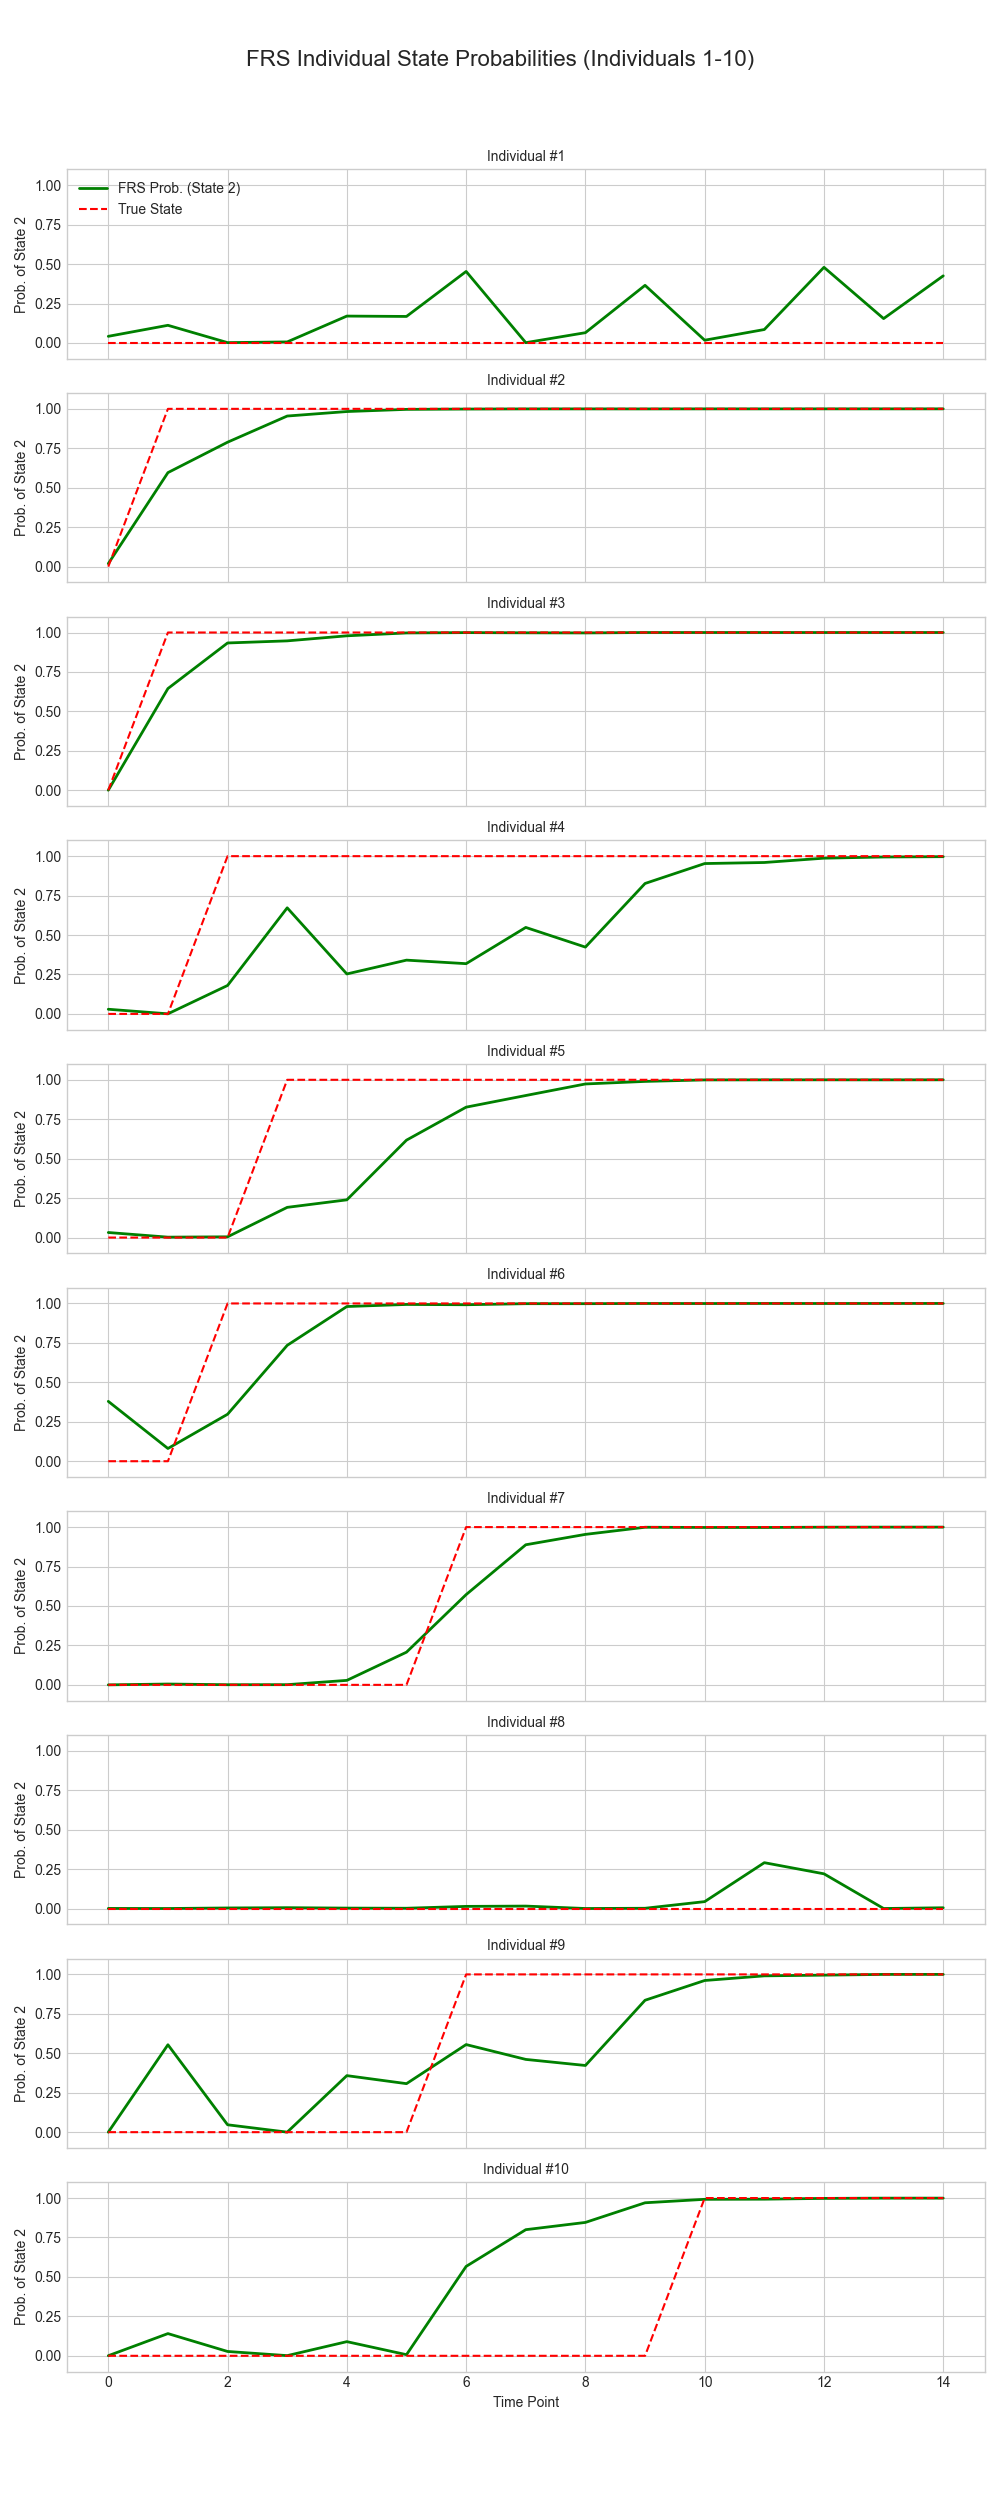 FRS Individual State Probabilities (Individuals 1-10)
Individual #1
FRS Prob. (State 2)
True State
Prob. of State 2
1.00
0.75
0.50
0.25
0.00
Individual #2
Prob. of State 2
1.00
0.75
0.50
0.25
0.00
Individual #3
Prob. of State 2
1.00
0.75
0.50
0.25
0.00
Individual #4
Prob. of State 2
1.00
0.75
0.50
0.25
0.00
Individual #5
Prob. of State 2
1.00
0.75
0.50
0.25
0.00
Individual #6
Prob. of State 2
1.00
0.75
0.50
0.25
0.00
Individual #7
Prob. of State 2
1.00
0.75
0.50
0.25
0.00
Individual #8
Prob. of State 2
1.00
0.75
0.50
0.25
0.00
Individual #9
Prob. of State 2
1.00
0.75
0.50
0.25
0.00
Individual #10
Prob. of State 2
1.00
0.75
0.50
0.25
0.00
0 2 4 6 8 10 12 14
Time Point